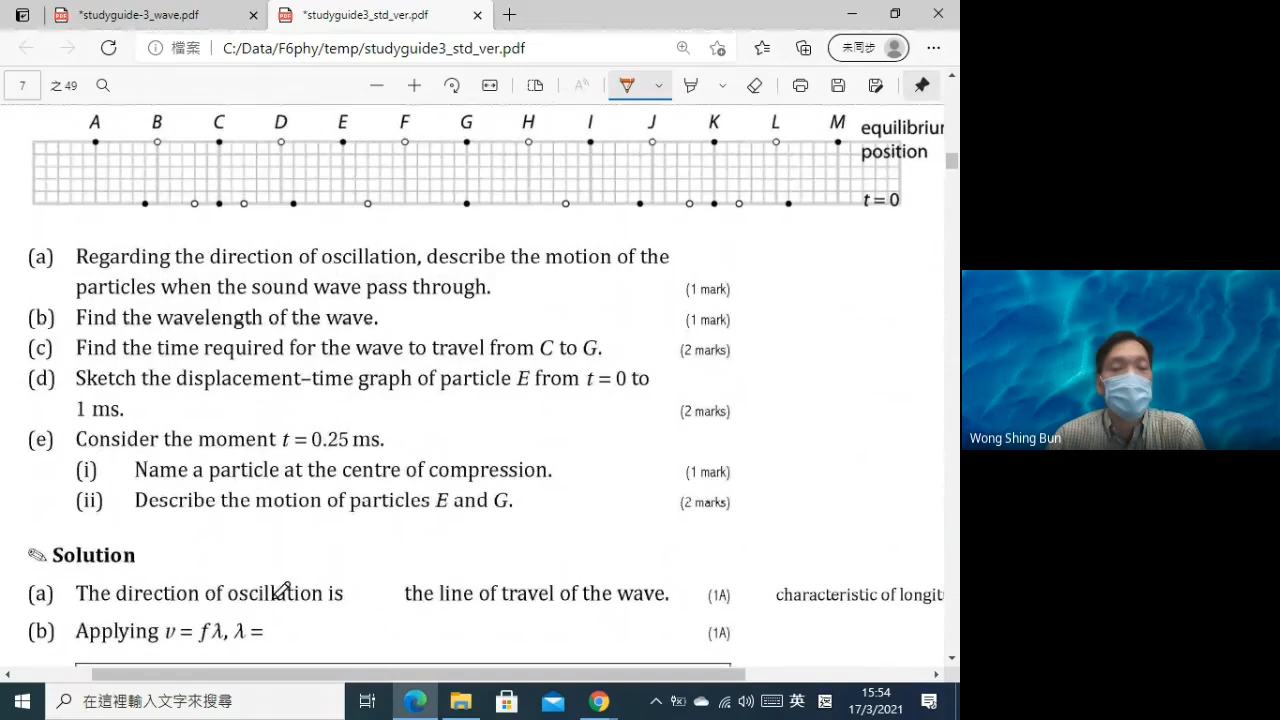 *studyguide-3_wave.pdf
*studyguide3_std_ver.pdf
檔案 C:/Data/F6phy/temp/studyguide3_std_ver.pdf
未同步
7 之 49
A B C D E F G H I J K L M
equilibriur
position
t = 0
(a) Regarding the direction of oscillation, describe the motion of the
particles when the sound wave pass through. (1 mark)
(b) Find the wavelength of the wave. (1 mark)
(c) Find the time required for the wave to travel from C to G. (2 marks)
(d) Sketch the displacement–time graph of particle E from t = 0 to
1 ms. (2 marks)
(e) Consider the moment t = 0.25 ms.
(i) Name a particle at the centre of compression. (1 mark)
(ii) Describe the motion of particles E and G. (2 marks)
Solution
(a) The direction of oscillation is the line of travel of the wave. (1A) characteristic of longit
(b) Applying v = fλ, λ = (1A)
Wong Shing Bun
在這裡輸入文字來搜尋
英
15:54
17/3/2021